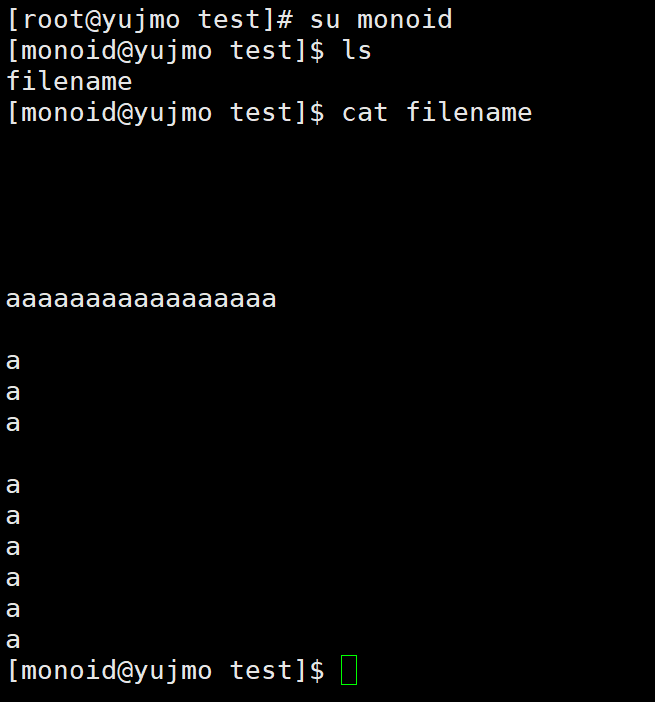 [root@yujmo test]# su monoid
[monoid@yujmo test]$ ls
filename
[monoid@yujmo test]$ cat filename
aaaaaaaaaaaaaaaaa
a
a
a
a
a
a
a
a
a
[monoid@yujmo test]$